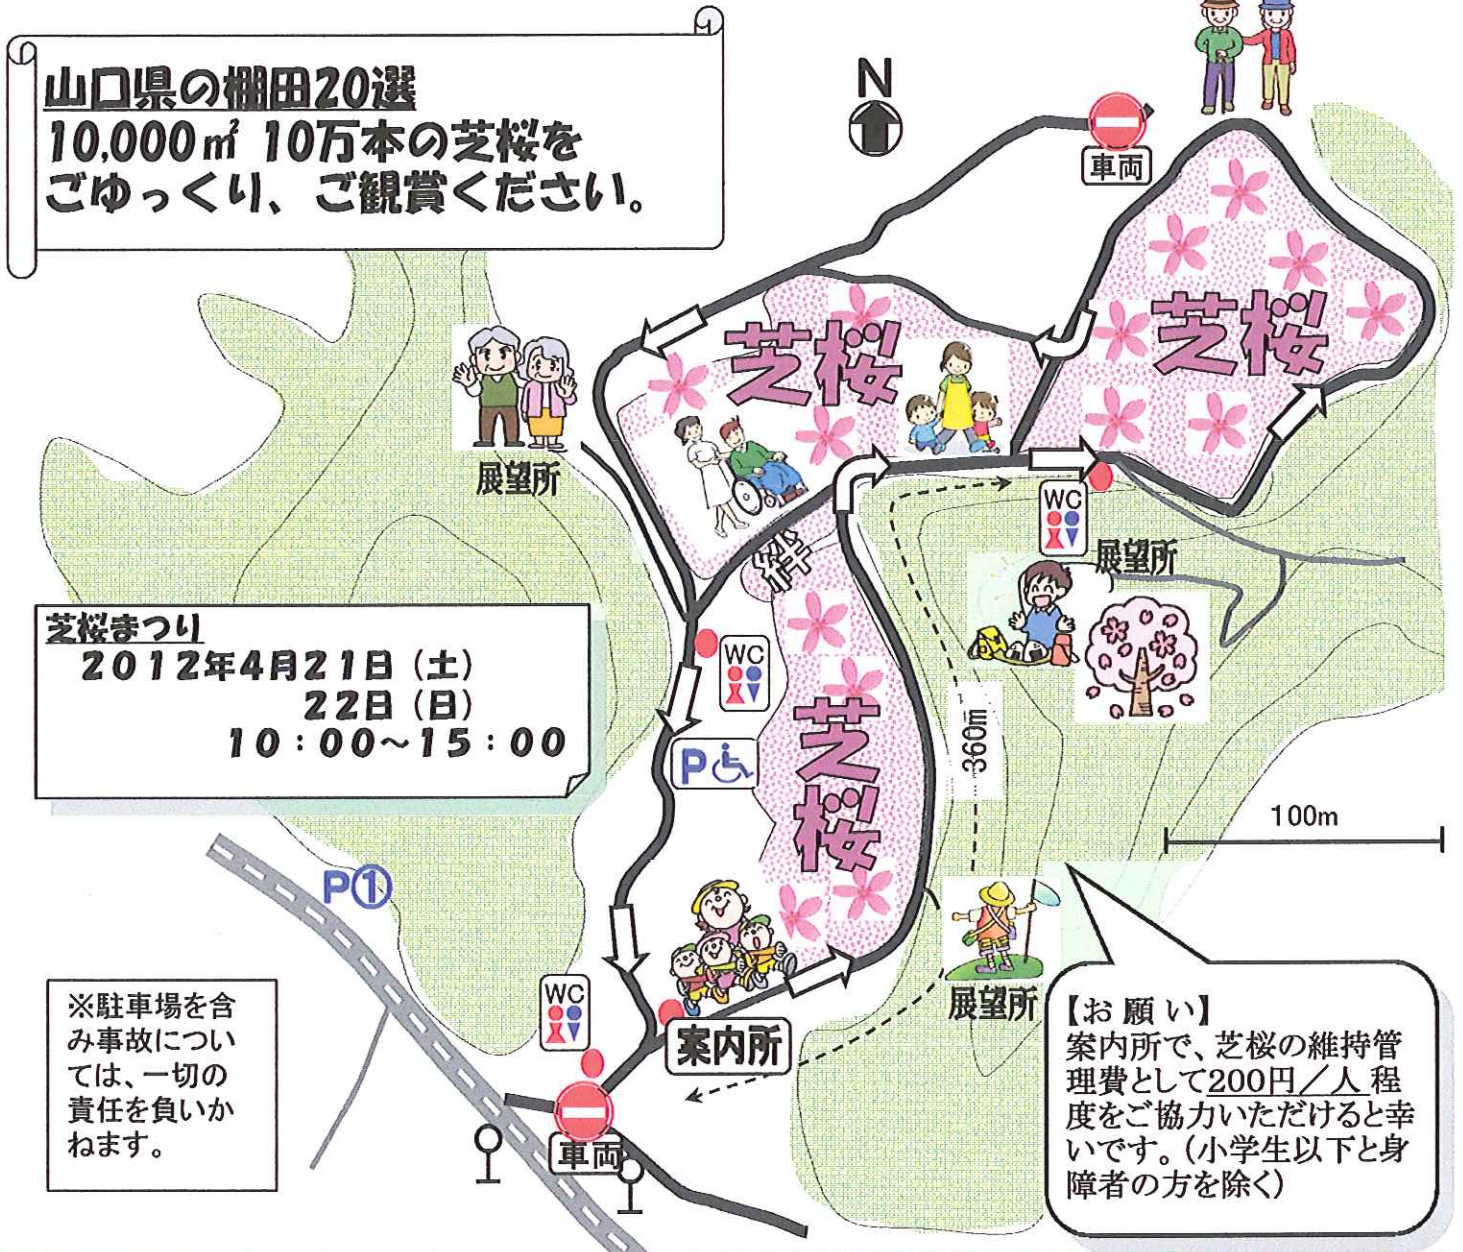 山口県の棚田20選
10,000㎡ 10万本の芝桜を
ごゆっくり、ご観賞ください。
N
車両
芝桜
芝桜
展望所
WC
展望所
絆
芝桜まつり
2012年4月21日（土）
22日（日）
10：00～15：00
WC
P
芝桜
360m
100m
P①
WC
案内所
展望所
車両
※駐車場を含
み事故につい
ては、一切の
責任を負いか
ねます。
【お願い】
案内所で、芝桜の維持管
理費として200円／人程
度をご協力いただけると幸
いです。（小学生以下と身
障者の方を除く）